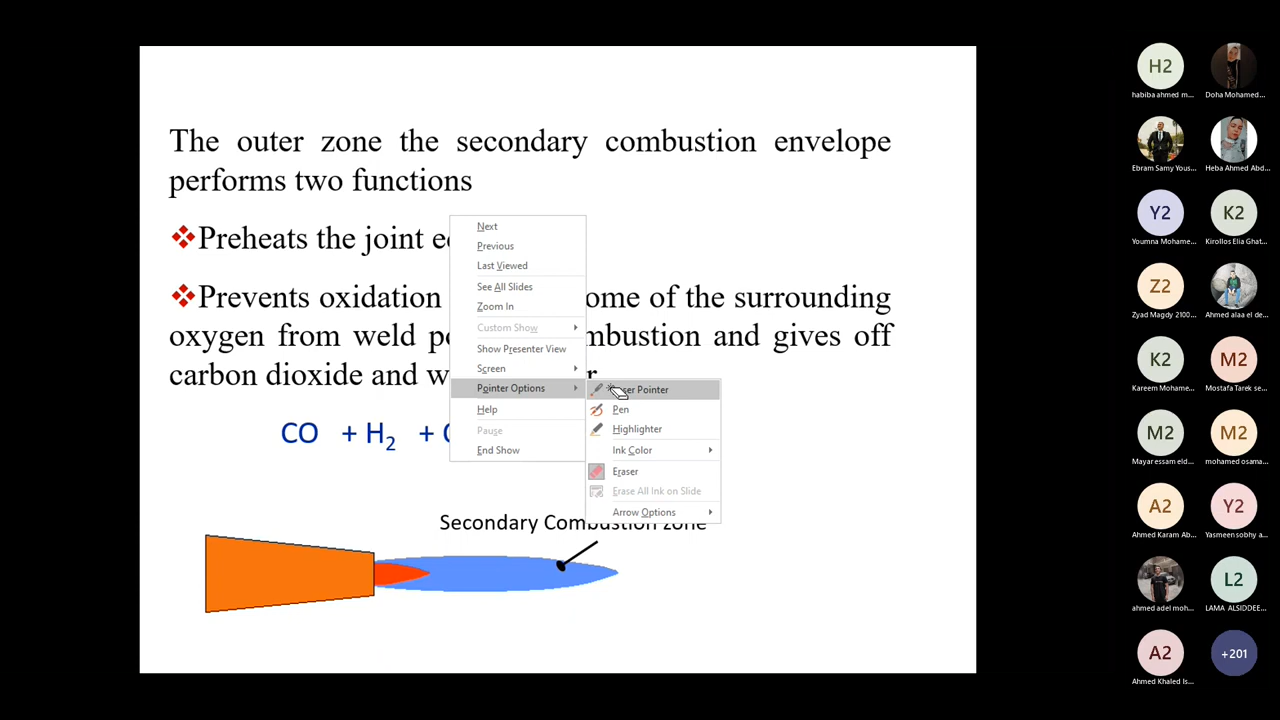 The outer zone the secondary combustion envelope
performs two functions
Preheats the joint e
Prevents oxidation ome of the surrounding
oxygen from weld p mbustion and gives off
carbon dioxide and w r
CO + H2 +
Secondary Combustion zone
Next
Previous
Last Viewed
See All Slides
Zoom In
Custom Show
Show Presenter View
Screen
Pointer Options
Help
Pause
End Show
ser Pointer
Pen
Highlighter
Ink Color
Eraser
Erase All Ink on Slide
Arrow Options
H2
habiba ahmed m...
Doha Mohamed...
Ebram Samy Yous...
Heba Ahmed Abd...
Y2
Youmna Mohame...
K2
Kirollos Elia Ghat...
Z2
Zyad Magdy 2100...
Ahmed alaa el de...
K2
Kareem Mohame...
M2
Mostafa Tarek se...
M2
Mayar essam eld...
M2
mohamed osama...
A2
Ahmed Karam Ab...
Y2
Yasmeen sobhy a...
ahmed adel moh...
L2
LAMA ALSIDDEE...
A2
Ahmed Khaled Is...
+201